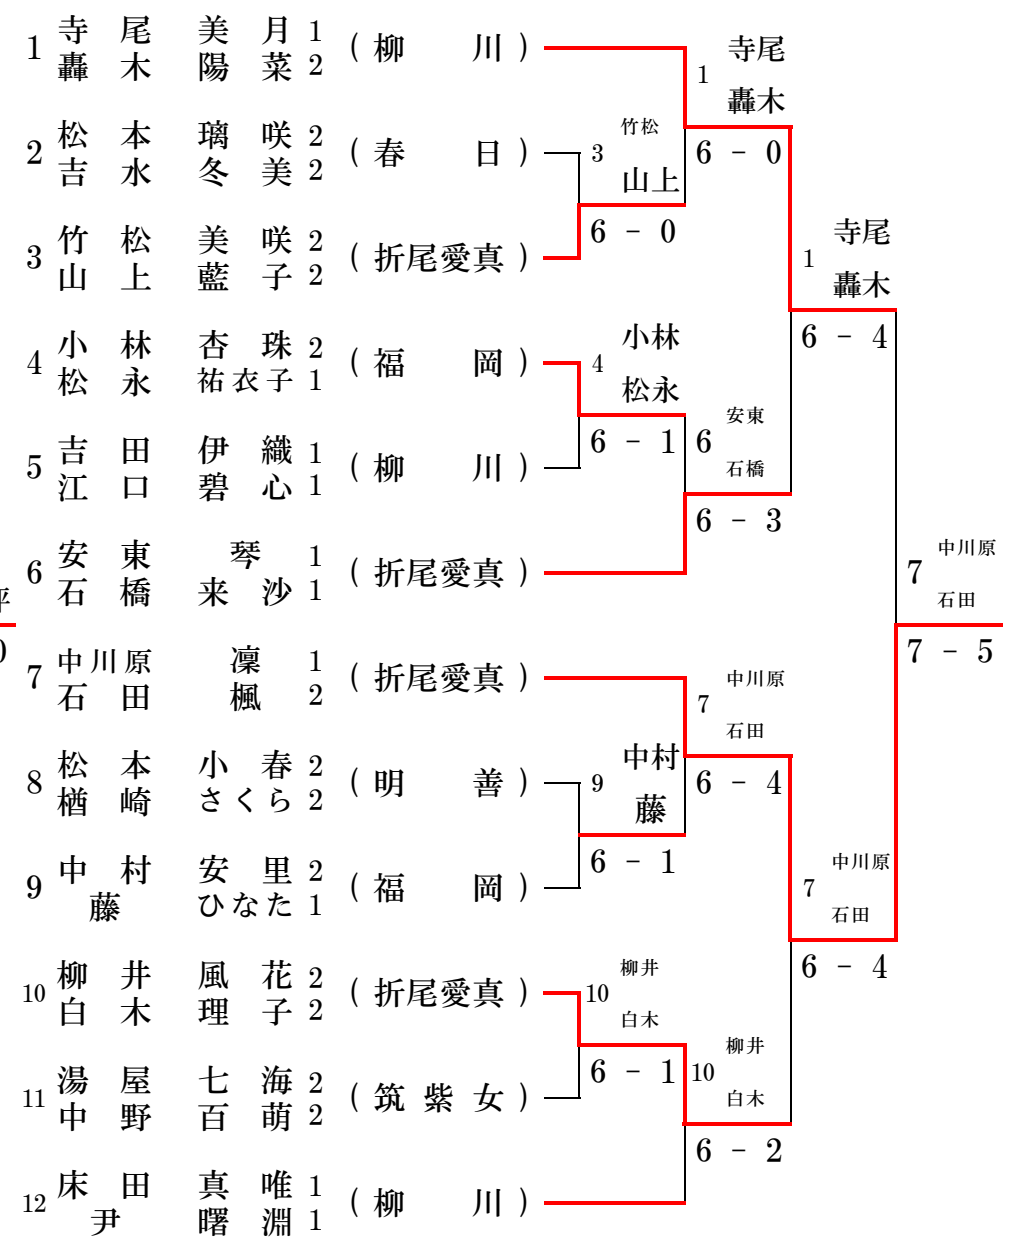 1 寺尾 美月 1 (柳川)
轟木 陽菜 2
2 松本 璃咲 2 (春日)
吉水 冬美 2
3 竹松 美咲 2 (折尾愛真)
山上 藍子 2
4 小林 杏珠 2 (福岡)
松永 祐衣子 1
5 吉田 伊織 1 (柳川)
江口 碧心 1
6 安東 琴 1 (折尾愛真)
石橋 来沙 1
7 中川原 凜 1 (折尾愛真)
石田 楓 2
8 松本 小春 2 (明善)
楢崎 さくら 2
9 中村 安里 2 (福岡)
藤 ひなた 1
10 柳井 風花 2 (折尾愛真)
白木 理子 2
11 湯屋 七海 2 (筑紫女)
中野 百萌 2
12 床田 真唯 1 (柳川)
尹 曙淵 1
3 竹松
山上
6 - 0
4 小林
松永
6 - 1
9 中村
藤
6 - 1
10 柳井
白木
6 - 1
1 寺尾
轟木
6 - 0
6 安東
石橋
6 - 3
7 中川原
石田
6 - 4
10 柳井
白木
6 - 2
1 寺尾
轟木
6 - 4
7 中川原
石田
6 - 4
7 中川原
石田
7 - 5